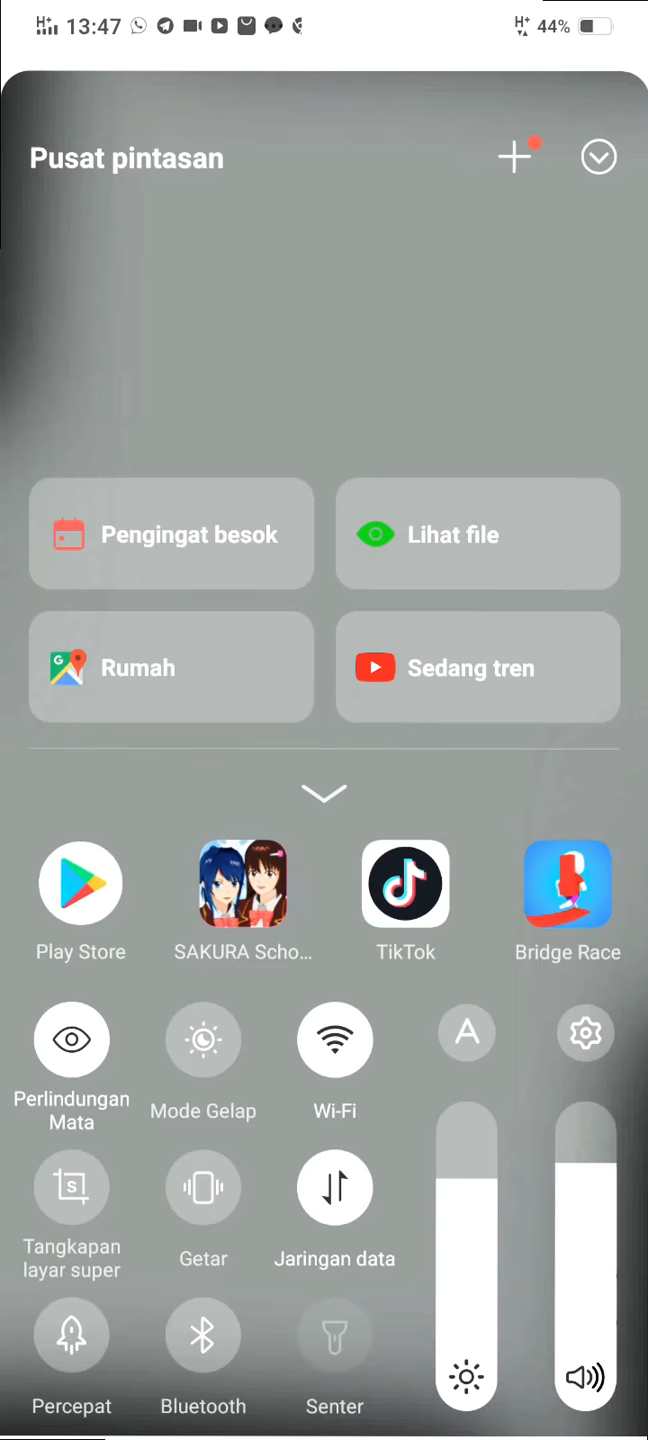 H+ 13:47 H+ 44%
Pusat pintasan
Pengingat besok Lihat file
Rumah Sedang tren
Play Store SAKURA Scho... TikTok Bridge Race
A
Perlindungan
Mata
Mode Gelap Wi-Fi
S
Tangkapan
layar super
Getar Jaringan data
Percepat Bluetooth Senter